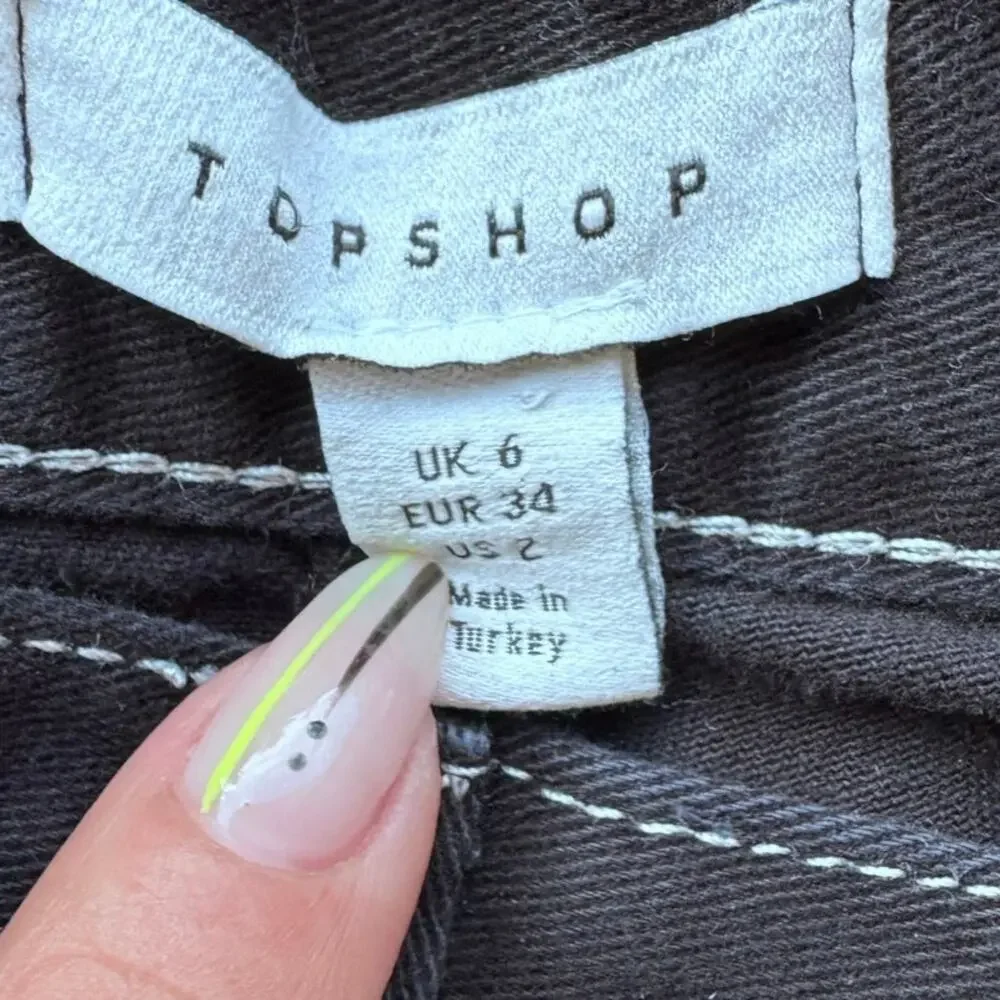 TOPSHOP
UK 6
EUR 34
US 2
Made in
Turkey